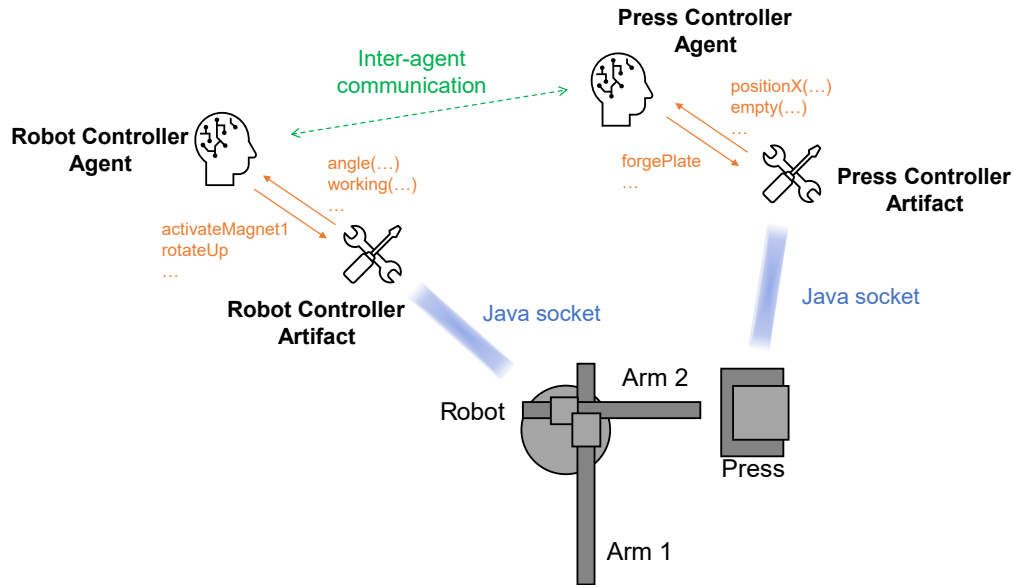 Press Controller
Agent
Inter-agent
communication
positionX(…)
empty(…)
…
Robot Controller
Agent
angle(…)
working(…)
…
forgePlate
…
Press Controller
Artifact
activateMagnet1
rotateUp
…
Robot Controller
Artifact
Java socket
Java socket
Robot
Arm 2
Press
Arm 1